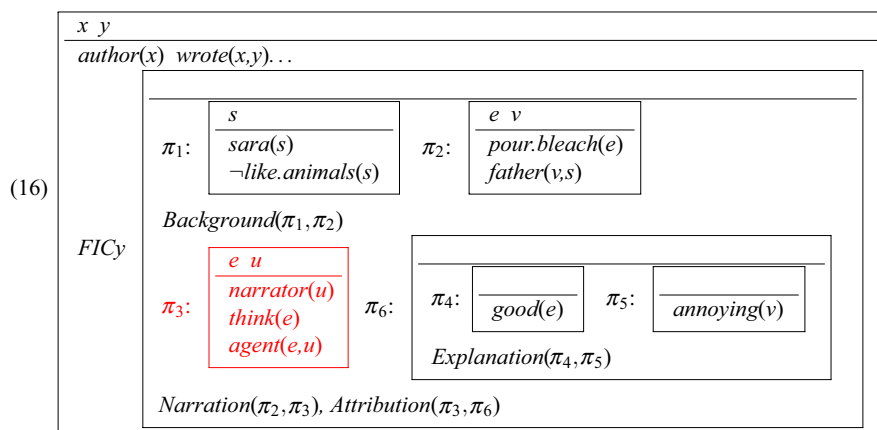 x y
author(x) wrote(x,y)...
s
e v
π1: sara(s) π2: pour.bleach(e)
¬like.animals(s) father(v,s)
(16)
Background(π1,π2)
FICy
e u
π3: narrator(u) π6: π4: good(e) π5: annoying(v)
think(e)
agent(e,u) Explanation(π4,π5)
Narration(π2,π3), Attribution(π3,π6)